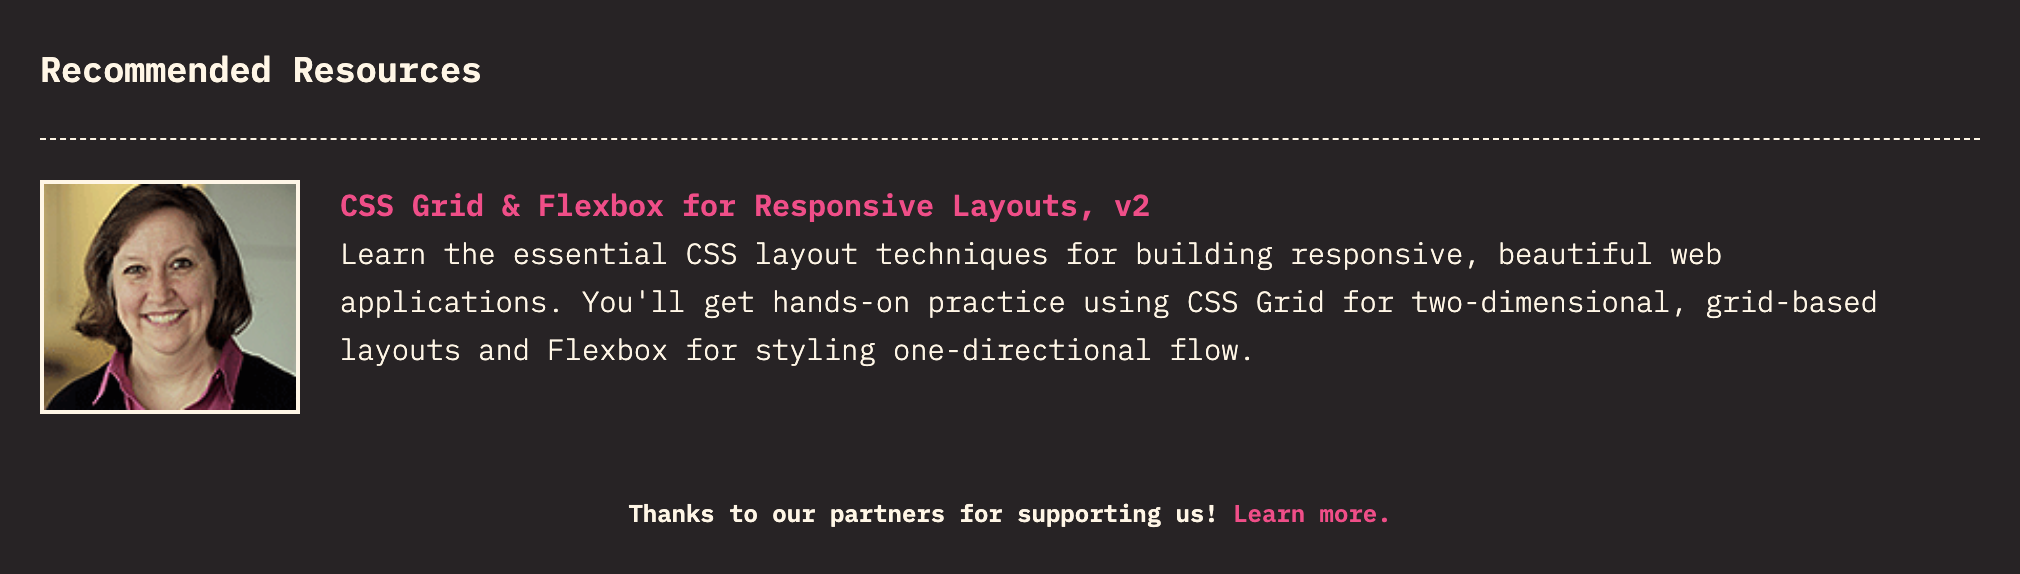 Recommended Resources
CSS Grid & Flexbox for Responsive Layouts, v2
Learn the essential CSS layout techniques for building responsive, beautiful web
applications. You'll get hands-on practice using CSS Grid for two-dimensional, grid-based
layouts and Flexbox for styling one-directional flow.
Thanks to our partners for supporting us! Learn more.